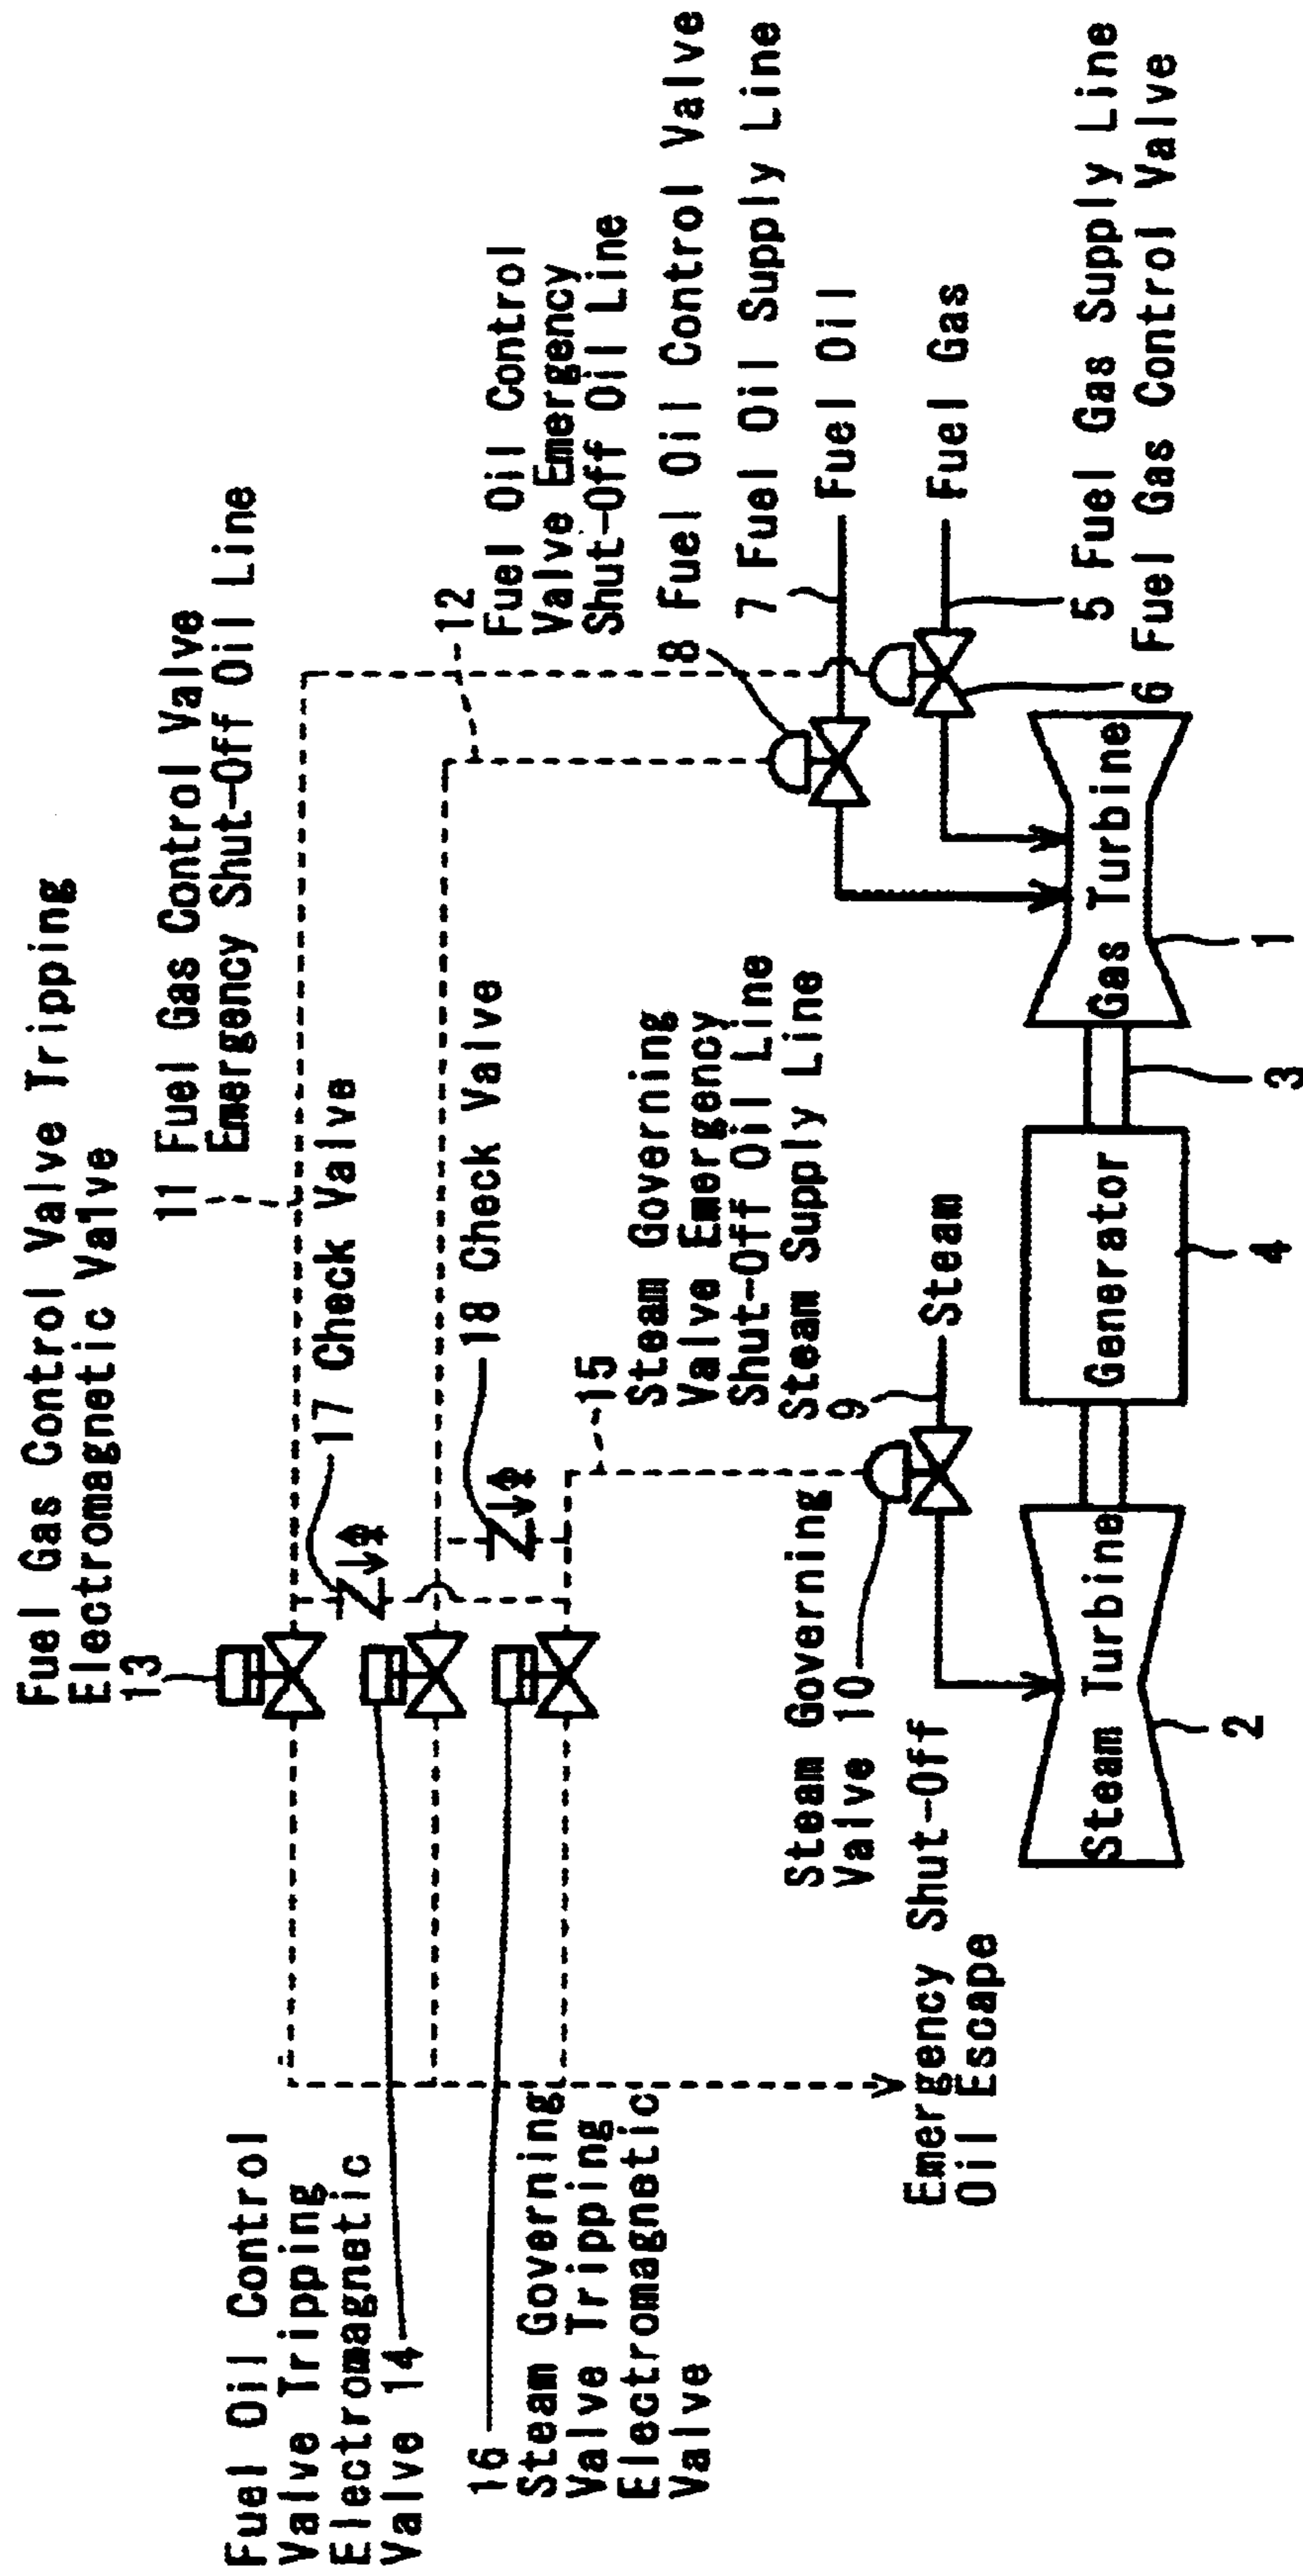 Fuel Gas Control Valve Tripping
Electromagnetic Valve
13
11 Fuel Gas Control Valve
Emergency Shut-Off Oil Line
17 Check Valve
Fuel Oil Control
Valve Tripping
Electromagnetic
Valve 14
18 Check Valve
12
Fuel Oil Control
Valve Emergency
Shut-Off Oil Line
16
Steam Governing
Valve Tripping
Electromagnetic
Valve
15
Steam Governing
Valve Emergency
Shut-Off Oil Line
Steam Supply Line
9
Steam
8 Fuel Oil Control Valve
7 Fuel Oil Supply Line
Fuel Oil
Fuel Gas
Steam Governing
Valve 10
Emergency Shut-Off
Oil Escape
5 Fuel Gas Supply Line
6 Fuel Gas Control Valve
Steam Turbine
Generator
Gas Turbine
2
4
3
1